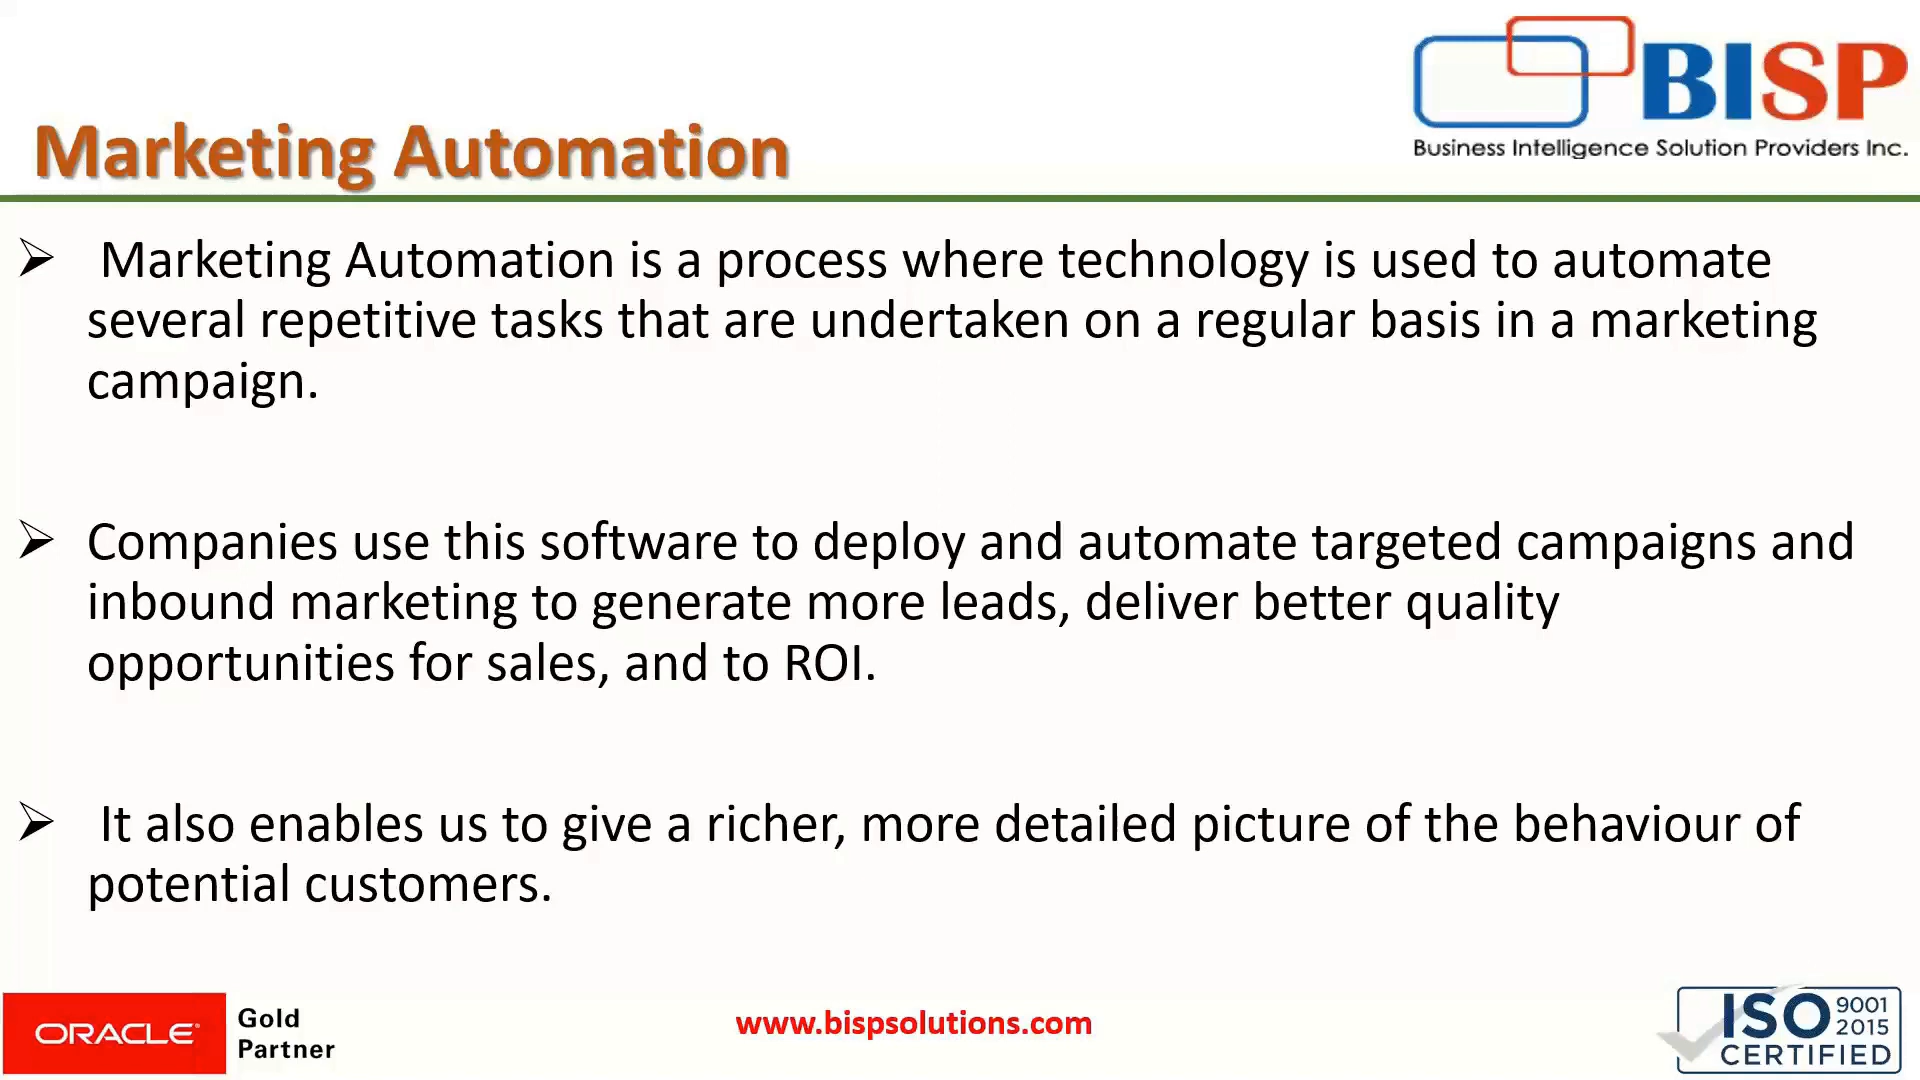 BISP
Business Intelligence Solution Providers Inc.
Marketing Automation
Marketing Automation is a process where technology is used to automate
several repetitive tasks that are undertaken on a regular basis in a marketing
campaign.
Companies use this software to deploy and automate targeted campaigns and
inbound marketing to generate more leads, deliver better quality
opportunities for sales, and to ROI.
It also enables us to give a richer, more detailed picture of the behaviour of
potential customers.
ORACLE®
Gold
Partner
www.bispsolutions.com
ISO 9001
2015
CERTIFIED